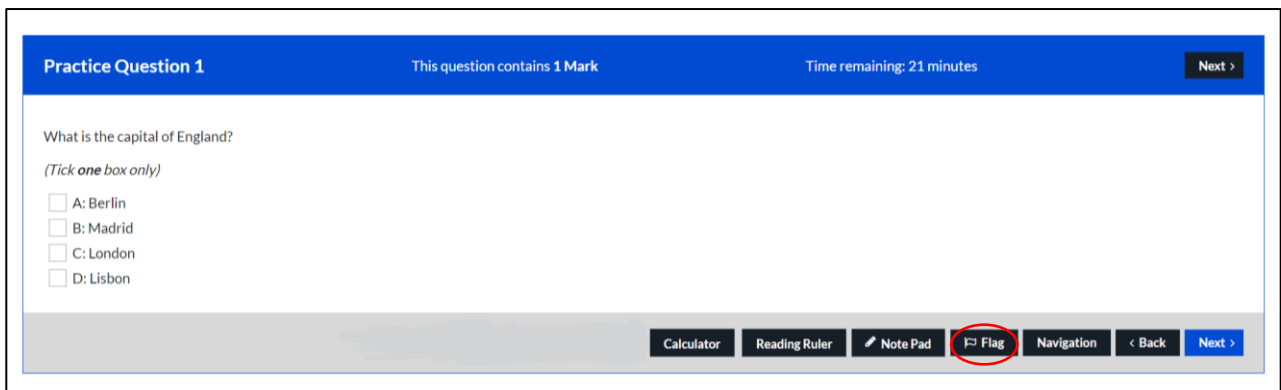 Practice Question 1 This question contains 1 Mark Time remaining: 21 minutes Next >
What is the capital of England?
(Tick one box only)
A: Berlin
B: Madrid
C: London
D: Lisbon
Calculator Reading Ruler Note Pad Flag Navigation < Back Next >